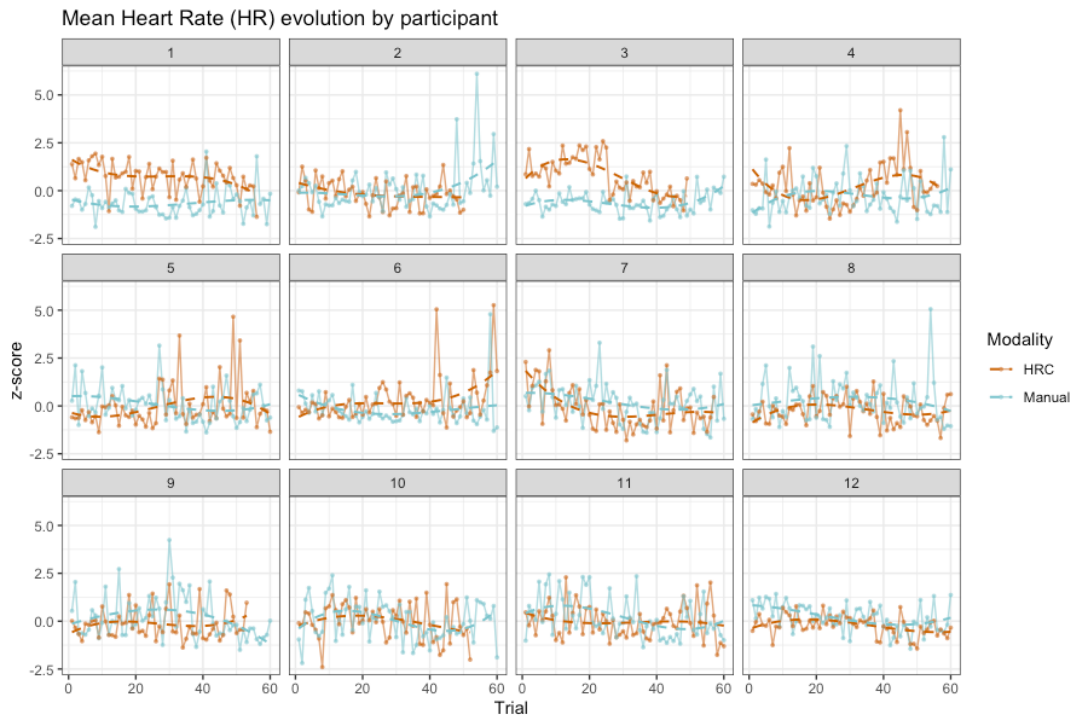 Mean Heart Rate (HR) evolution by participant
1 2 3 4
5.0
2.5
0.0
-2.5
5 6 7 8
5.0
2.5
0.0
-2.5
z-score
Modality
HRC
Manual
9 10 11 12
5.0
2.5
0.0
-2.5
0 20 40 60 0 20 40 60 0 20 40 60 0 20 40 60
Trial